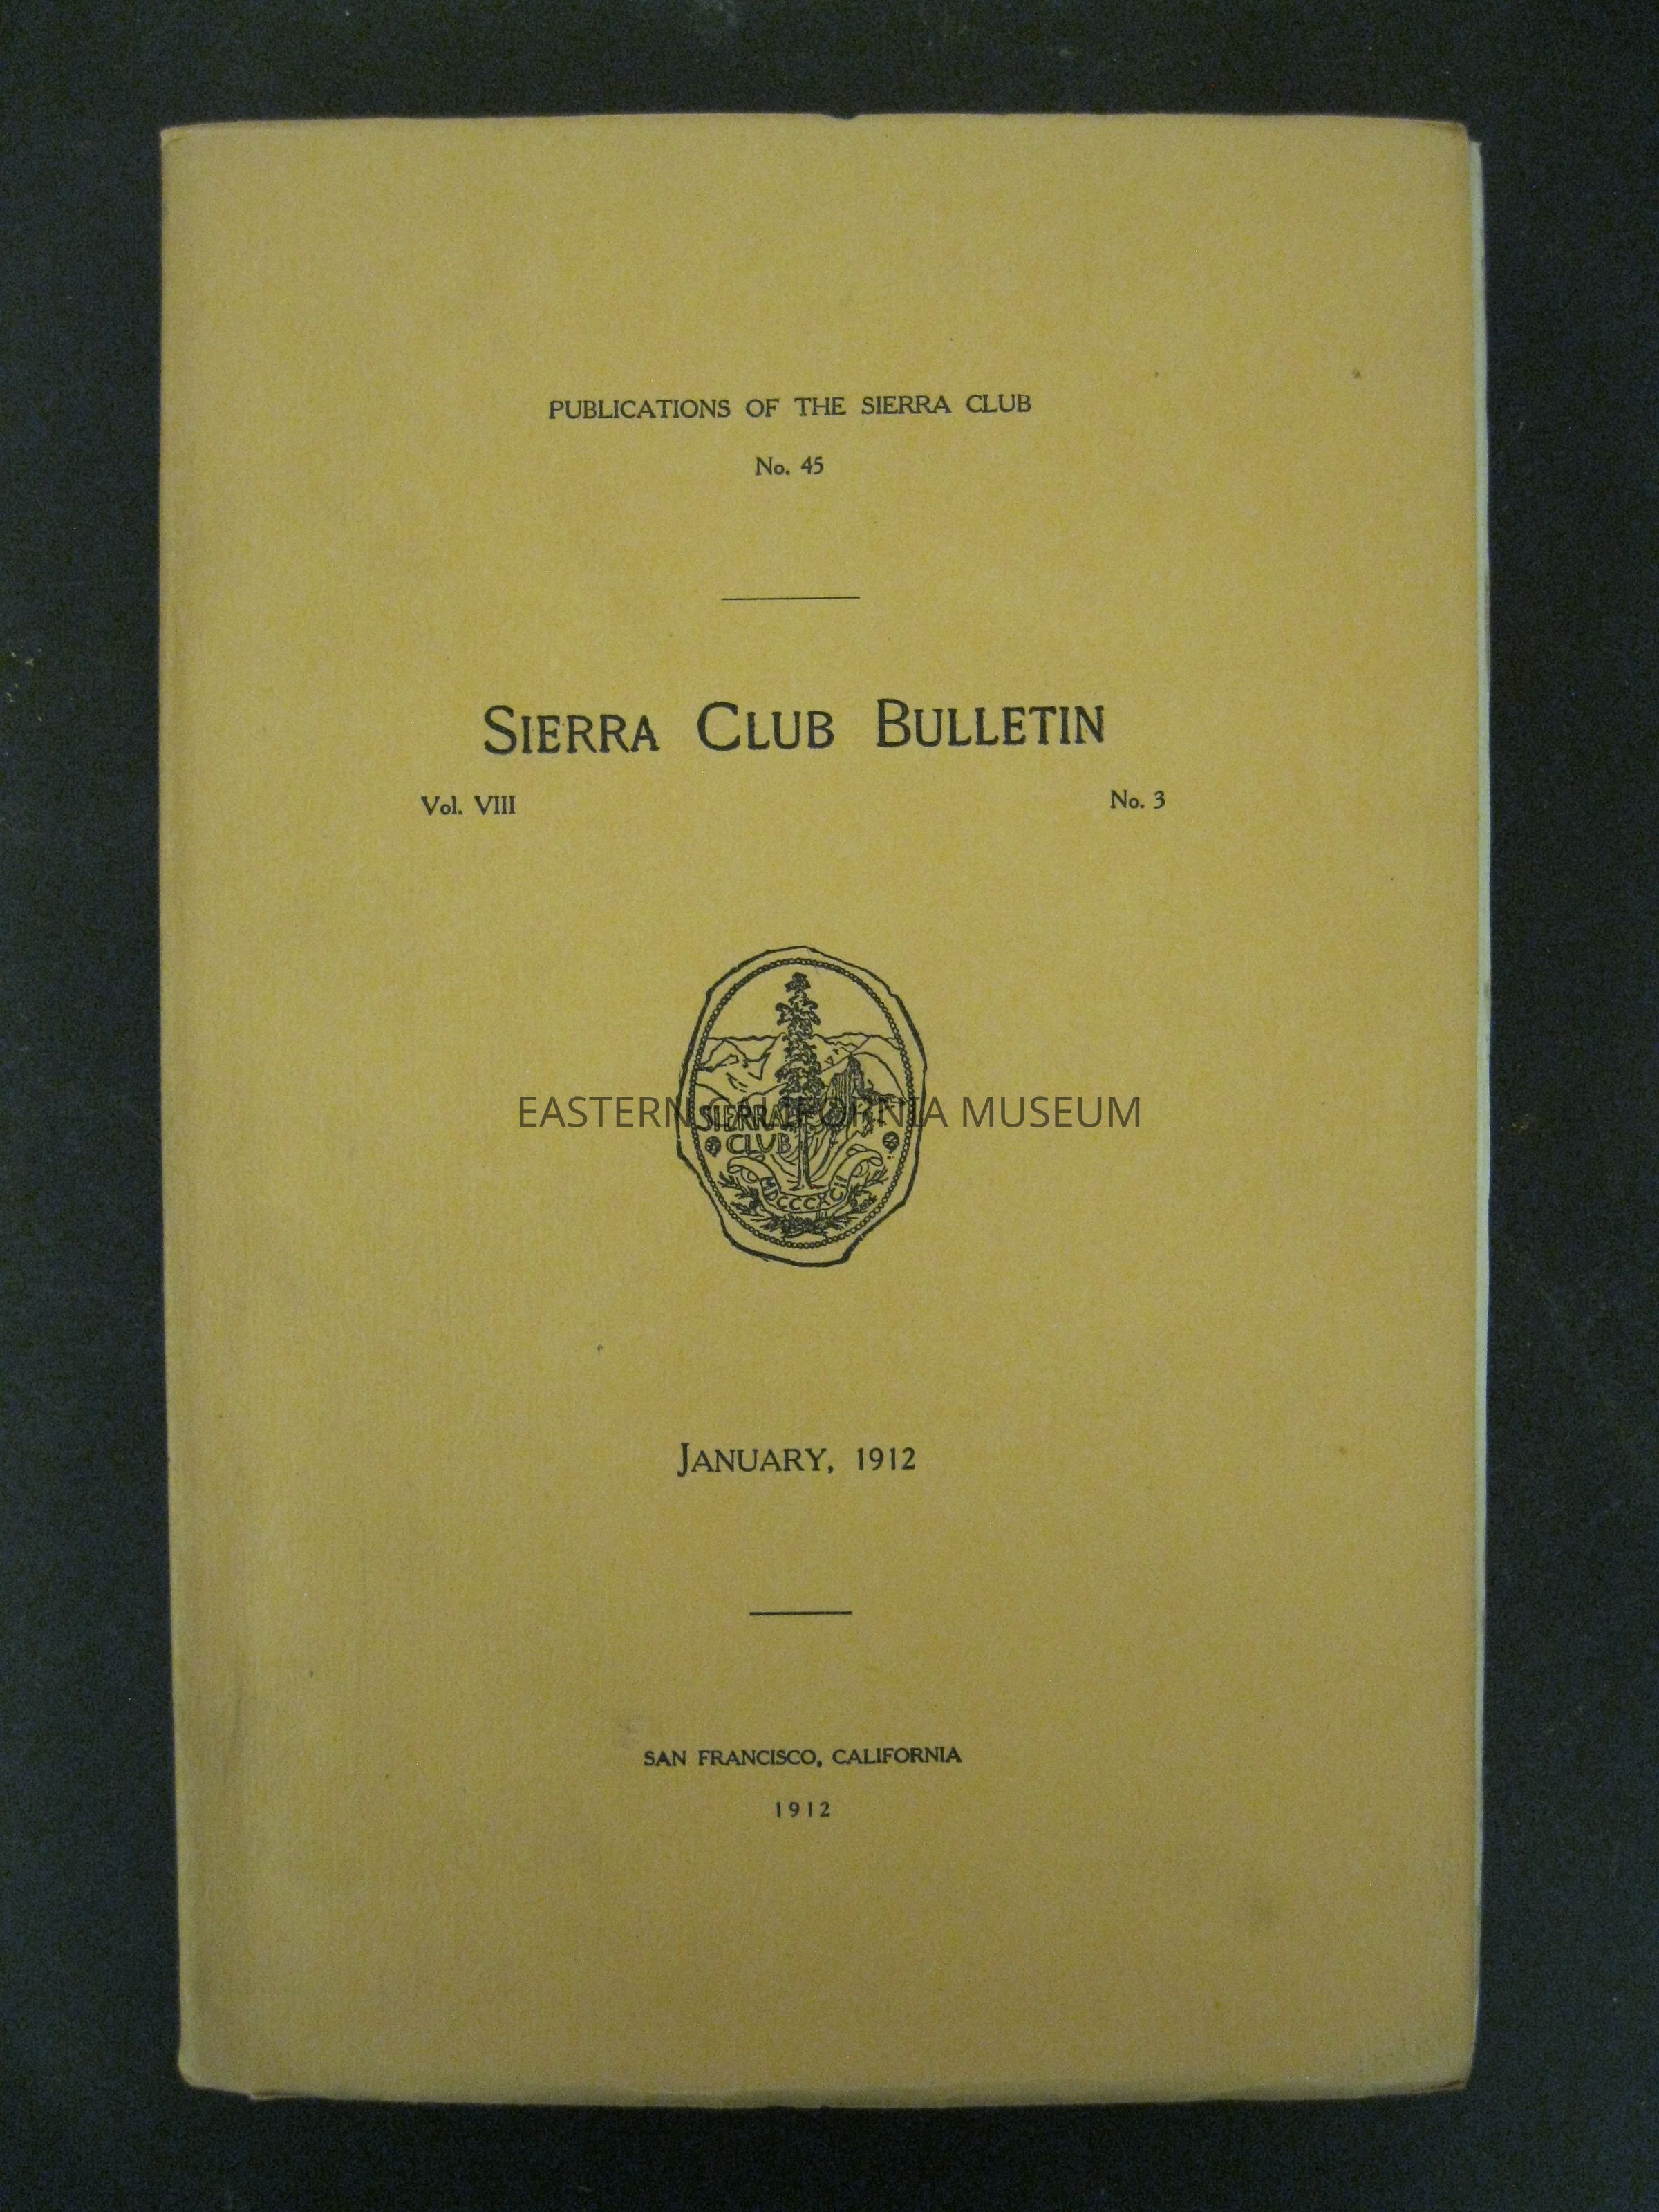 PUBLICATIONS OF THE SIERRA CLUB
No. 45
SIERRA CLUB BULLETIN
Vol. VIII No. 3
EASTERN CALIFORNIA MUSEUM
SIERRA
CLUB
MDCCCXCII
JANUARY, 1912
SAN FRANCISCO, CALIFORNIA
1912